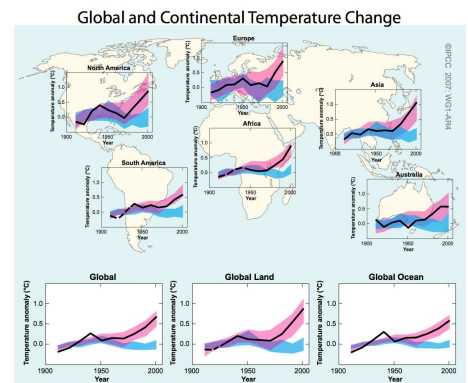 Global and Continental Temperature Change
Europe
Temperature anomaly (°C)
1.0
0.5
0.0
1900 1950 2000
Year
North America
Temperature anomaly (°C)
1.0
0.5
0.0
1900 1950 2000
Year
Asia
Temperature anomaly (°C)
1.0
0.5
0.0
1900 1950 2000
Year
©IPCC 2007: WG1-AR4
Africa
Temperature anomaly (°C)
1.0
0.5
0.0
1900 1950 2000
Year
South America
Temperature anomaly (°C)
1.0
0.5
0.0
1900 1950 2000
Year
Australia
Temperature anomaly (°C)
1.0
0.5
0.0
1900 1950 2000
Year
Global
Temperature anomaly (°C)
1.0
0.5
0.0
1900 1950 2000
Year
Global Land
Temperature anomaly (°C)
1.0
0.5
0.0
1900 1950 2000
Year
Global Ocean
Temperature anomaly (°C)
1.0
0.5
0.0
1900 1950 2000
Year